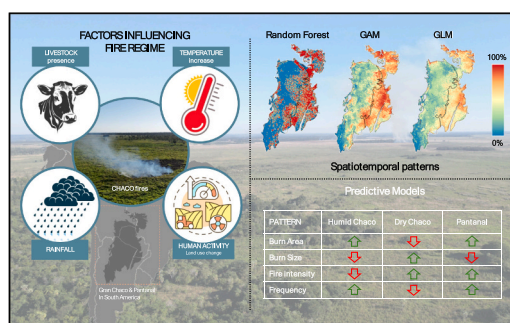 FACTORS INFLUENCING
FIRE REGIME
LIVESTOCK
presence
TEMPERATURE
Increase
CHACO fires
RAINFALL
HUMAN ACTIVITY
Land use change
Gran Chaco & Pantanal
In South America
Random Forest GAM GLM
100%
0%
Spatiotemporal patterns
Predictive Models
PATTERN Humid Chaco Dry Chaco Pantanal
Burn Area
Burn Size
Fire intensity
Frequency